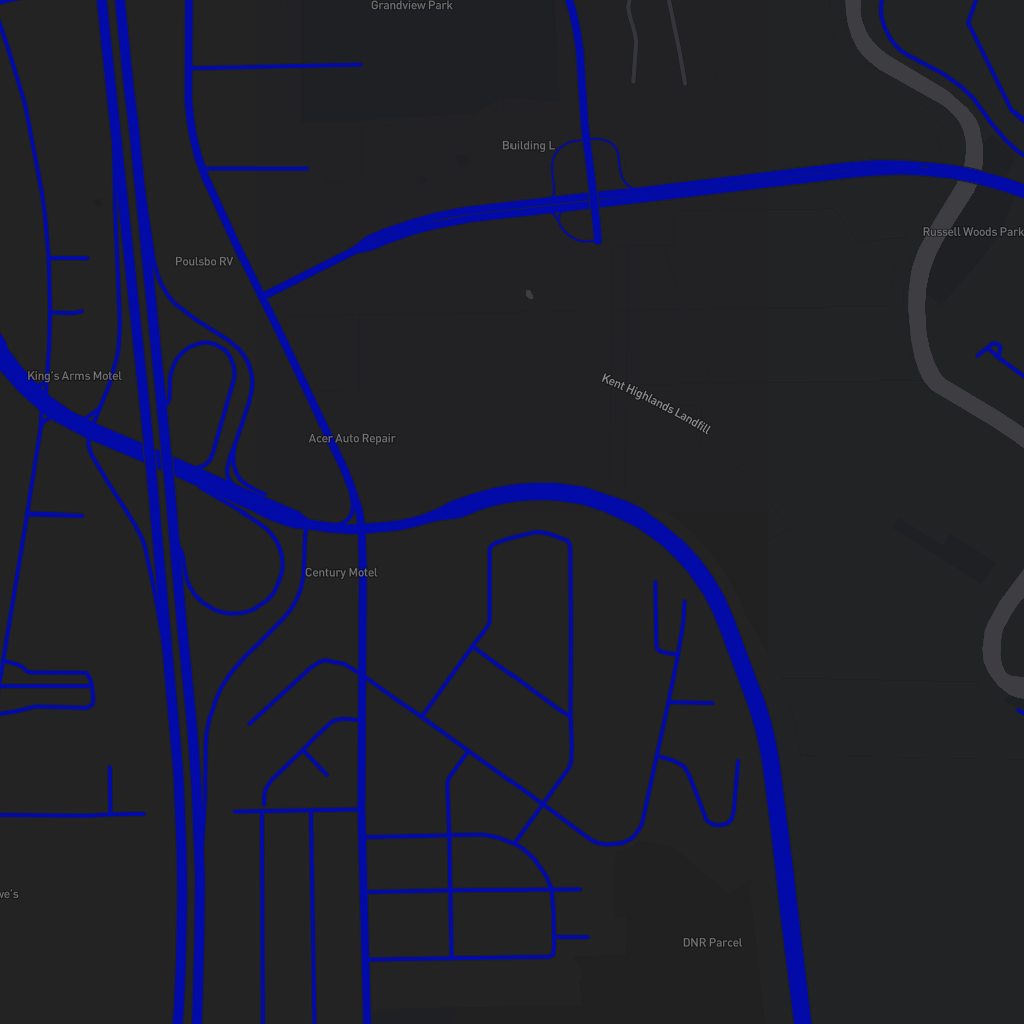 Grandview Park
Building L
Russell Woods Park
Poulsbo RV
King's Arms Motel
Kent Highlands Landfill
Acer Auto Repair
Century Motel
we's
DNR Parcel